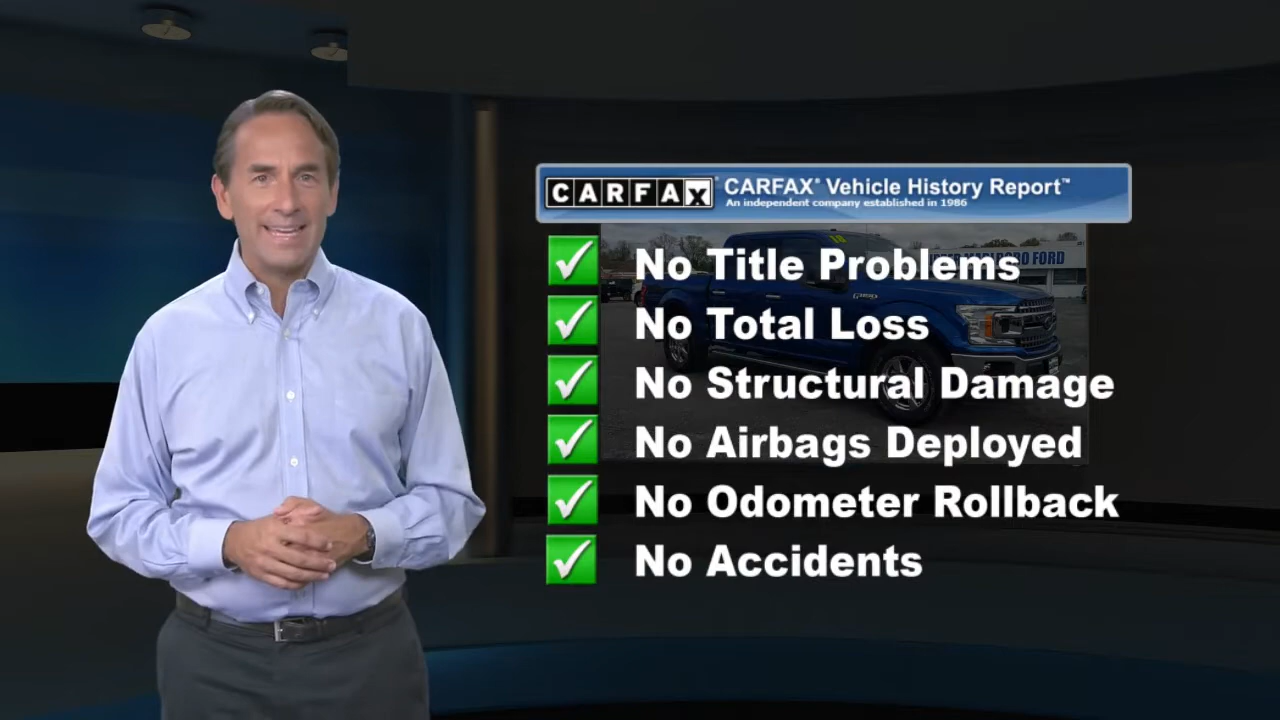 CARFAX
CARFAX® Vehicle History Report™
An independent company established in 1986
No Title Problems
No Total Loss
No Structural Damage
No Airbags Deployed
No Odometer Rollback
No Accidents
FORD